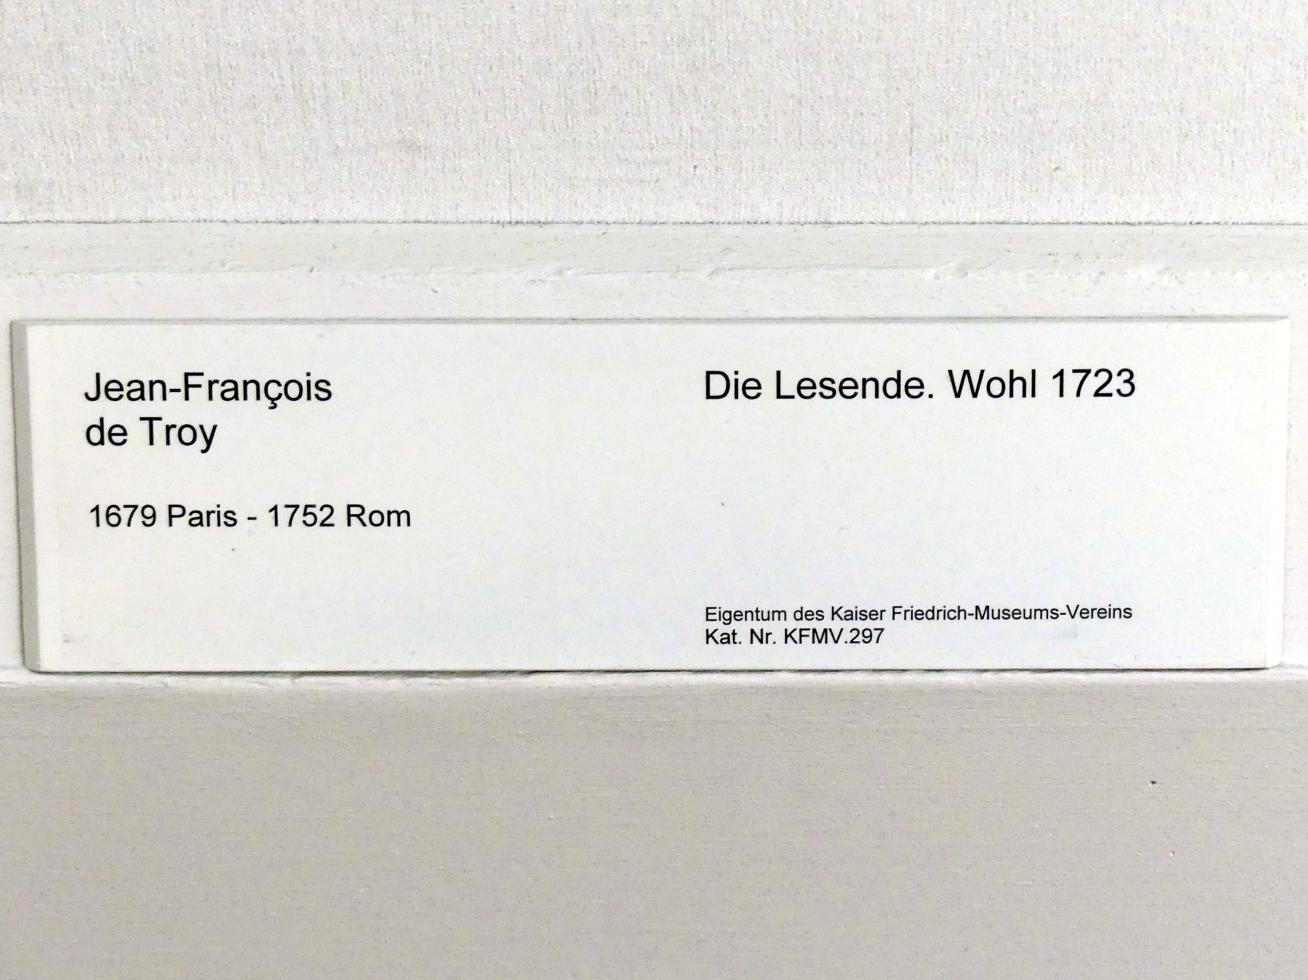 Jean-François
de Troy
1679 Paris - 1752 Rom
Die Lesende. Wohl 1723
Eigentum des Kaiser Friedrich-Museums-Vereins
Kat. Nr. KFMV.297